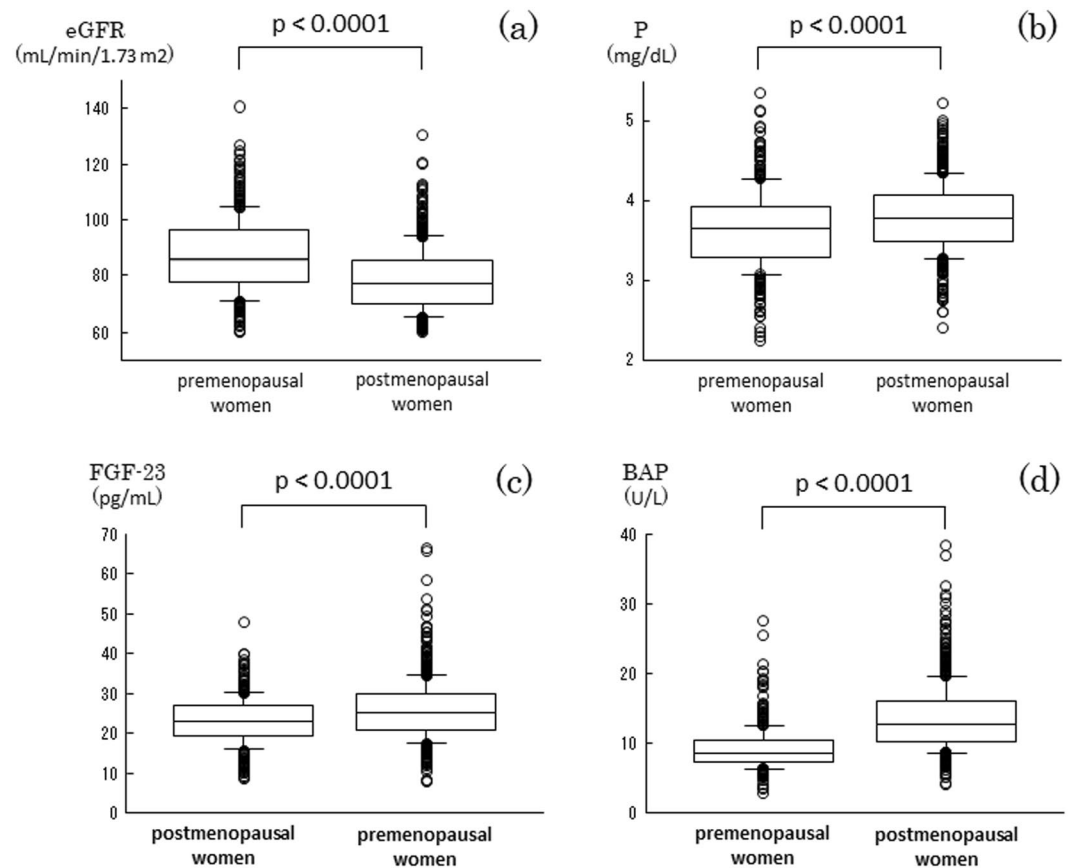 eGFR
(mL/min/1.73 m2)
p < 0.0001
(a)
140
120
100
80
60
premenopausal
women
postmenopausal
women
P
(mg/dL)
p < 0.0001
(b)
5
4
3
2
premenopausal
women
postmenopausal
women
FGF-23
(pg/mL)
p < 0.0001
(c)
70
60
50
40
30
20
10
0
postmenopausal
women
premenopausal
women
BAP
(U/L)
p < 0.0001
(d)
40
30
20
10
0
premenopausal
women
postmenopausal
women